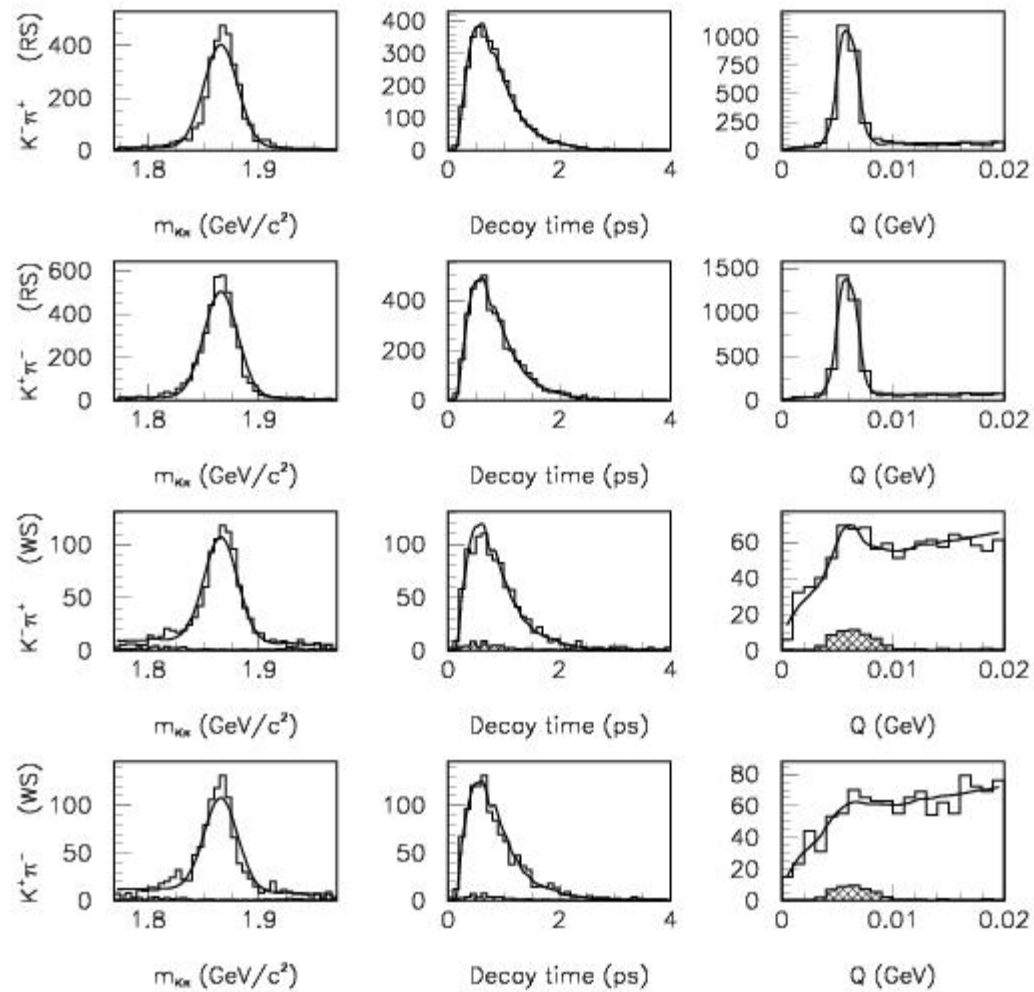 K⁻π⁺ (RS)
400
200
0
1.8 1.9
m_Kπ (GeV/c²)
400
300
200
100
0
0 2 4
Decay time (ps)
1000
750
500
250
0
0 0.01 0.02
Q (GeV)
K⁺π⁻ (RS)
600
400
200
0
1.8 1.9
m_Kπ (GeV/c²)
400
200
0
0 2 4
Decay time (ps)
1500
1000
500
0
0 0.01 0.02
Q (GeV)
K⁻π⁺ (WS)
100
50
0
1.8 1.9
m_Kπ (GeV/c²)
100
50
0
0 2 4
Decay time (ps)
60
40
20
0
0 0.01 0.02
Q (GeV)
K⁺π⁻ (WS)
100
50
0
1.8 1.9
m_Kπ (GeV/c²)
100
50
0
0 2 4
Decay time (ps)
80
60
40
20
0
0 0.01 0.02
Q (GeV)